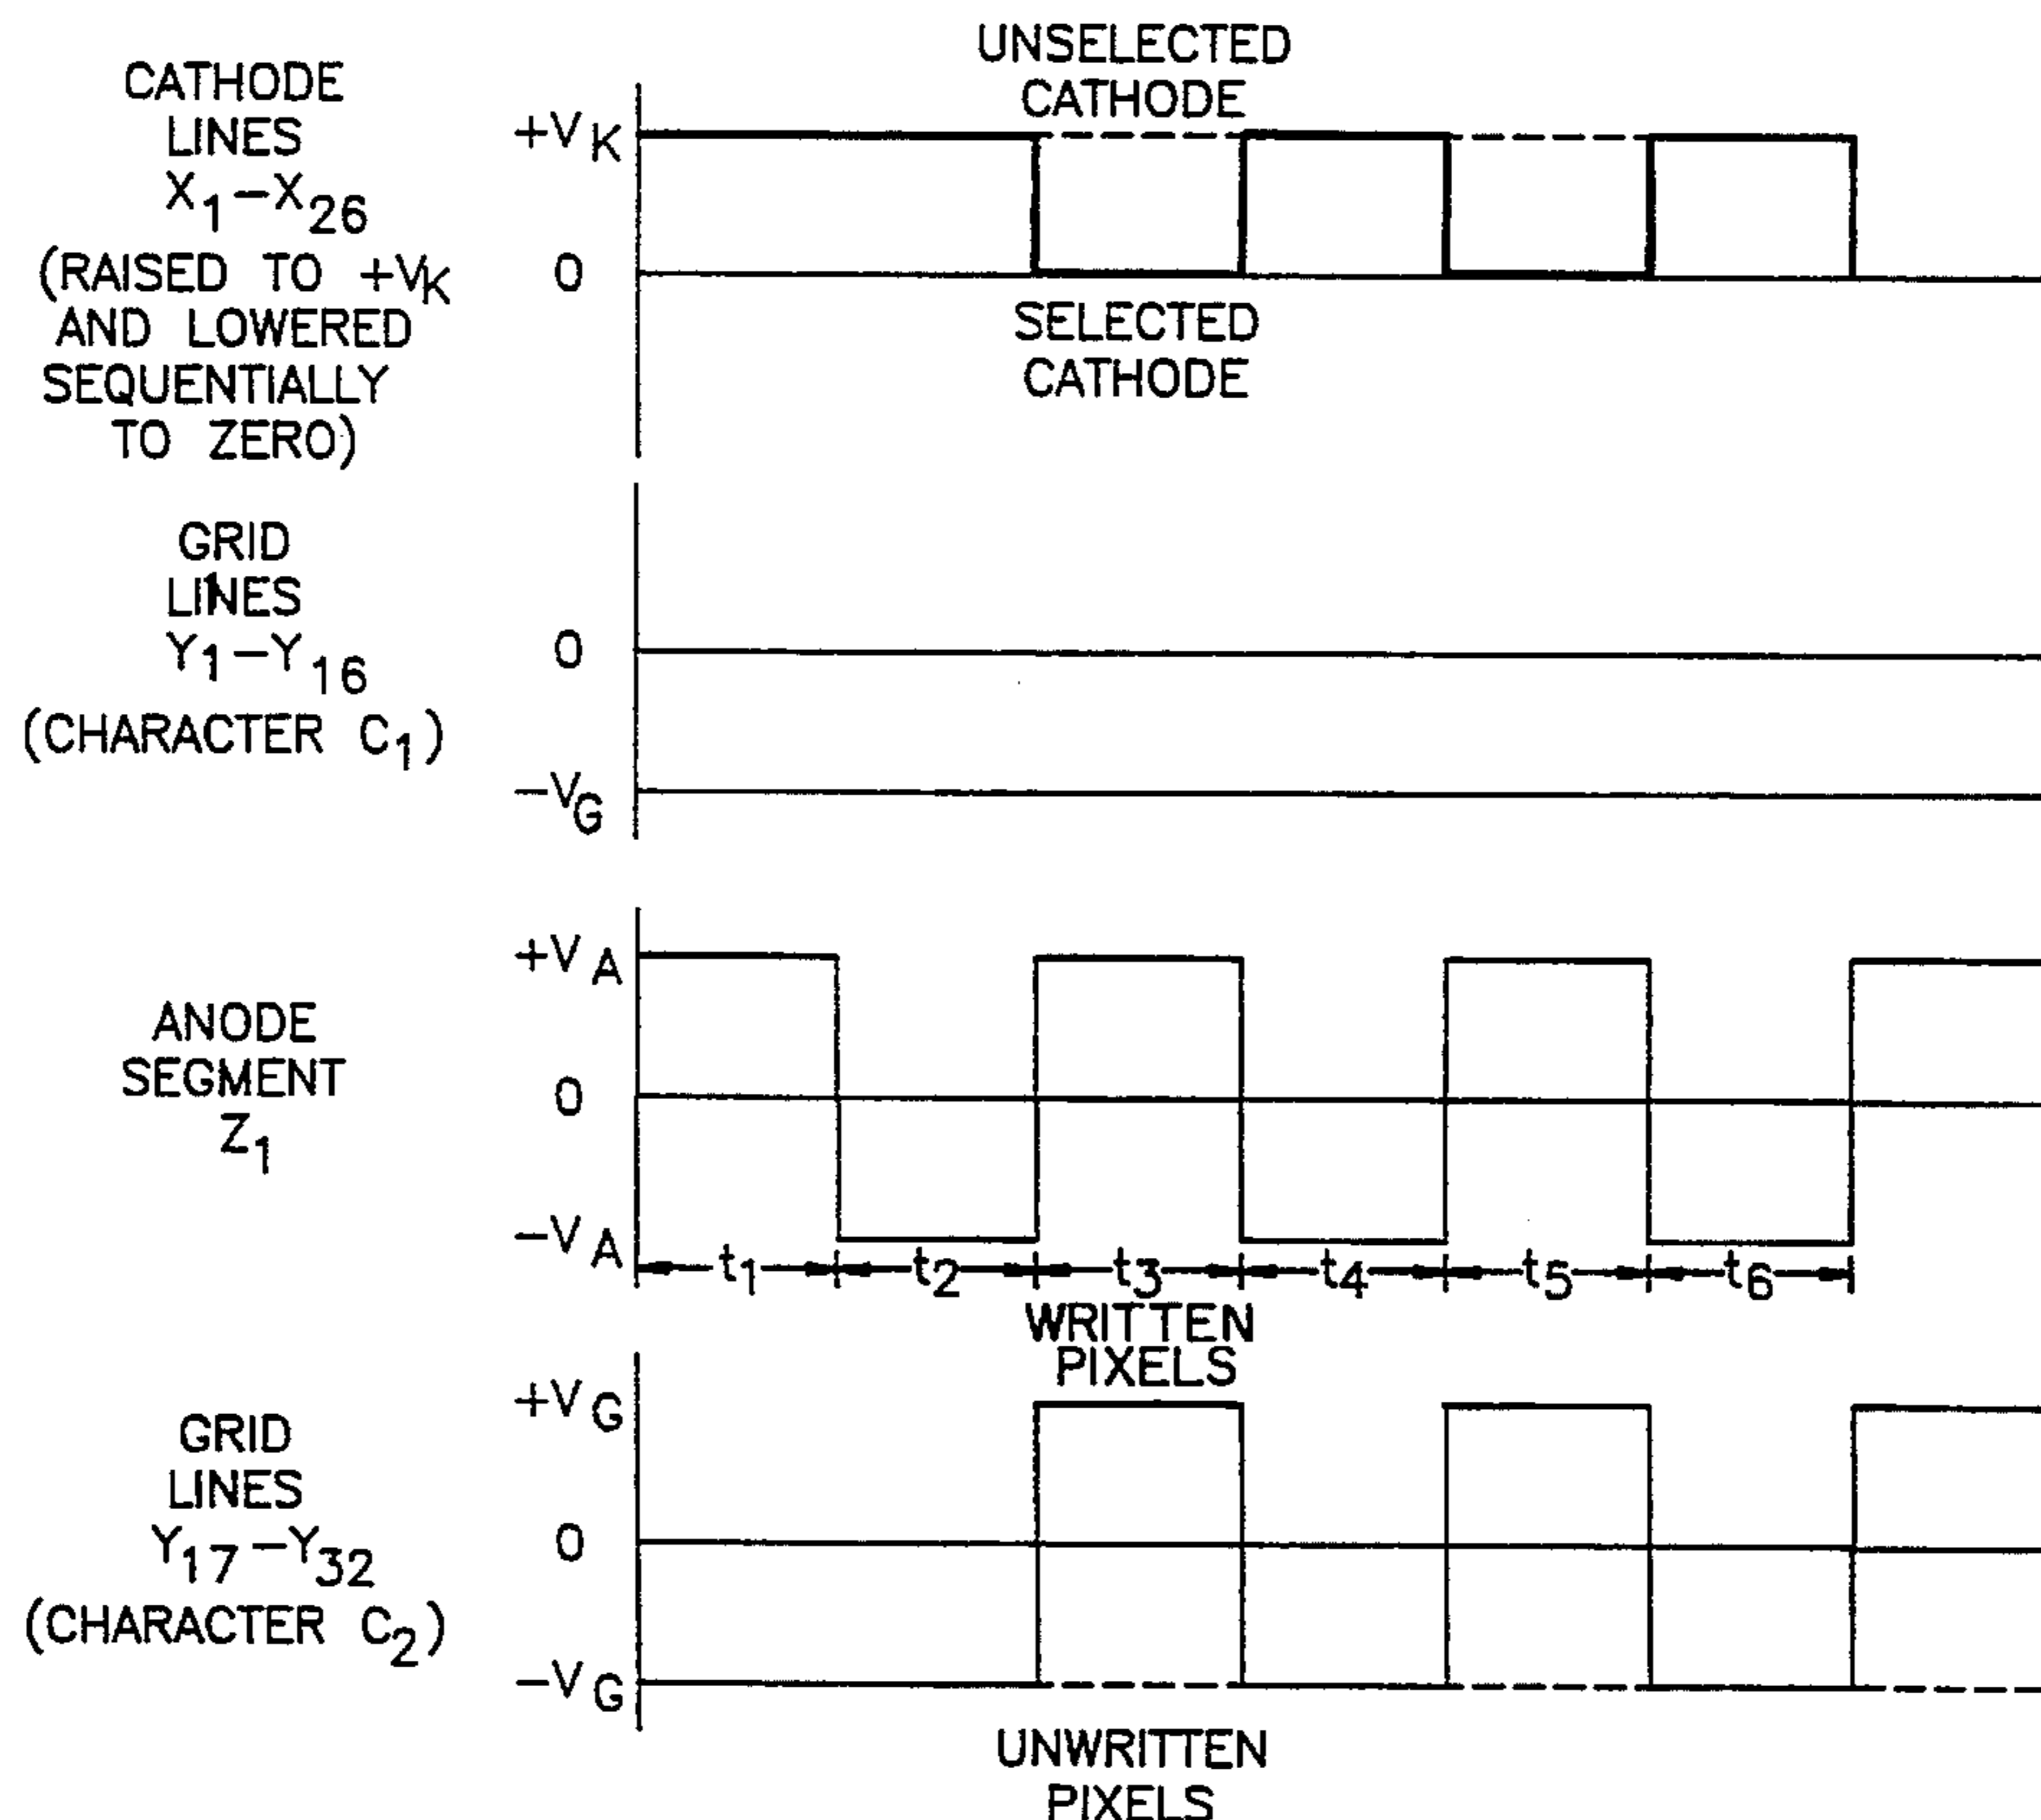 UNSELECTED
CATHODE
CATHODE
LINES
X1-X26
(RAISED TO +VK
AND LOWERED
SEQUENTIALLY
TO ZERO)
+VK
0
SELECTED
CATHODE
GRID
LINES
Y1-Y16
(CHARACTER C1)
0
-VG
ANODE
SEGMENT
Z1
+VA
0
-VA
t1 t2 t3 t4 t5 t6
WRITTEN
PIXELS
GRID
LINES
Y17-Y32
(CHARACTER C2)
+VG
0
-VG
UNWRITTEN
PIXELS